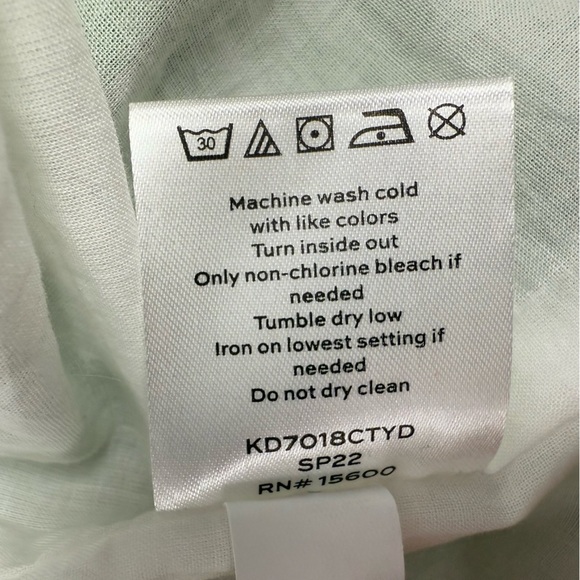 30
Machine wash cold
with like colors
Turn inside out
Only non-chlorine bleach if
needed
Tumble dry low
Iron on lowest setting if
needed
Do not dry clean
KD7018CTYD
SP22
RN# 15600